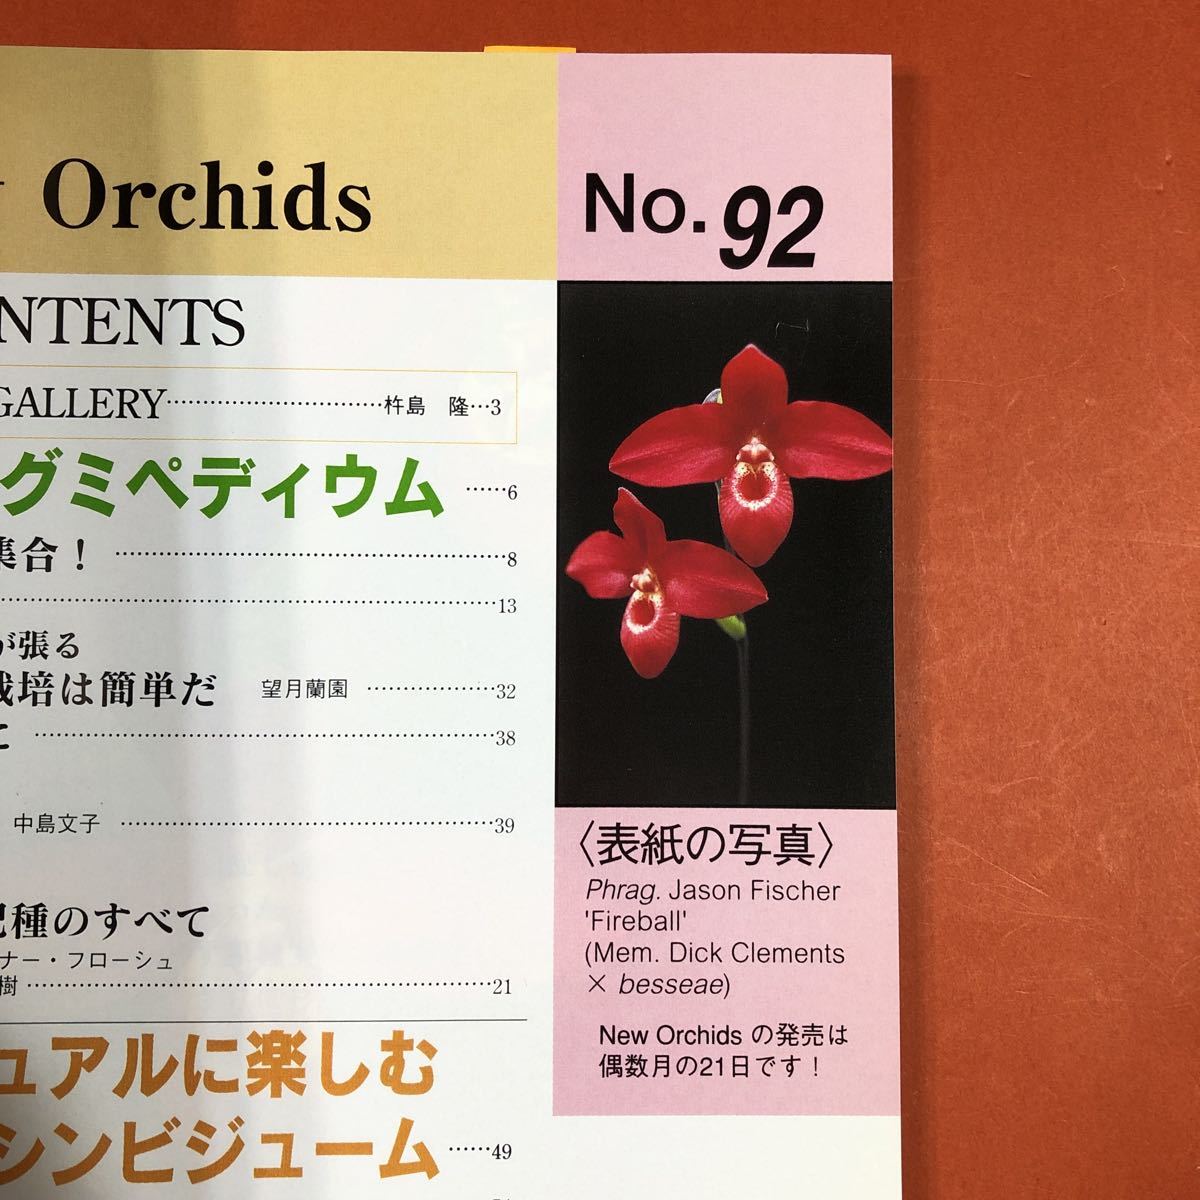 Orchids
No.92
NTENTS
GALLERY……………………………杵島 隆…3
グミペディウム ……6
集合！ ……………………………………8
……………………………………………13
が張る
栽培は簡単だ 望月蘭園 ………………32
に ……………………………………………38
中島文子 ……………………………………39
種のすべて
ナー・フローシュ
樹 ……………………………………………21
ュアルに楽しむ
シンビジューム ……49
〈表紙の写真〉
Phrag. Jason Fischer
'Fireball'
(Mem. Dick Clements
× besseae)
New Orchids の発売は
偶数月の21日です！